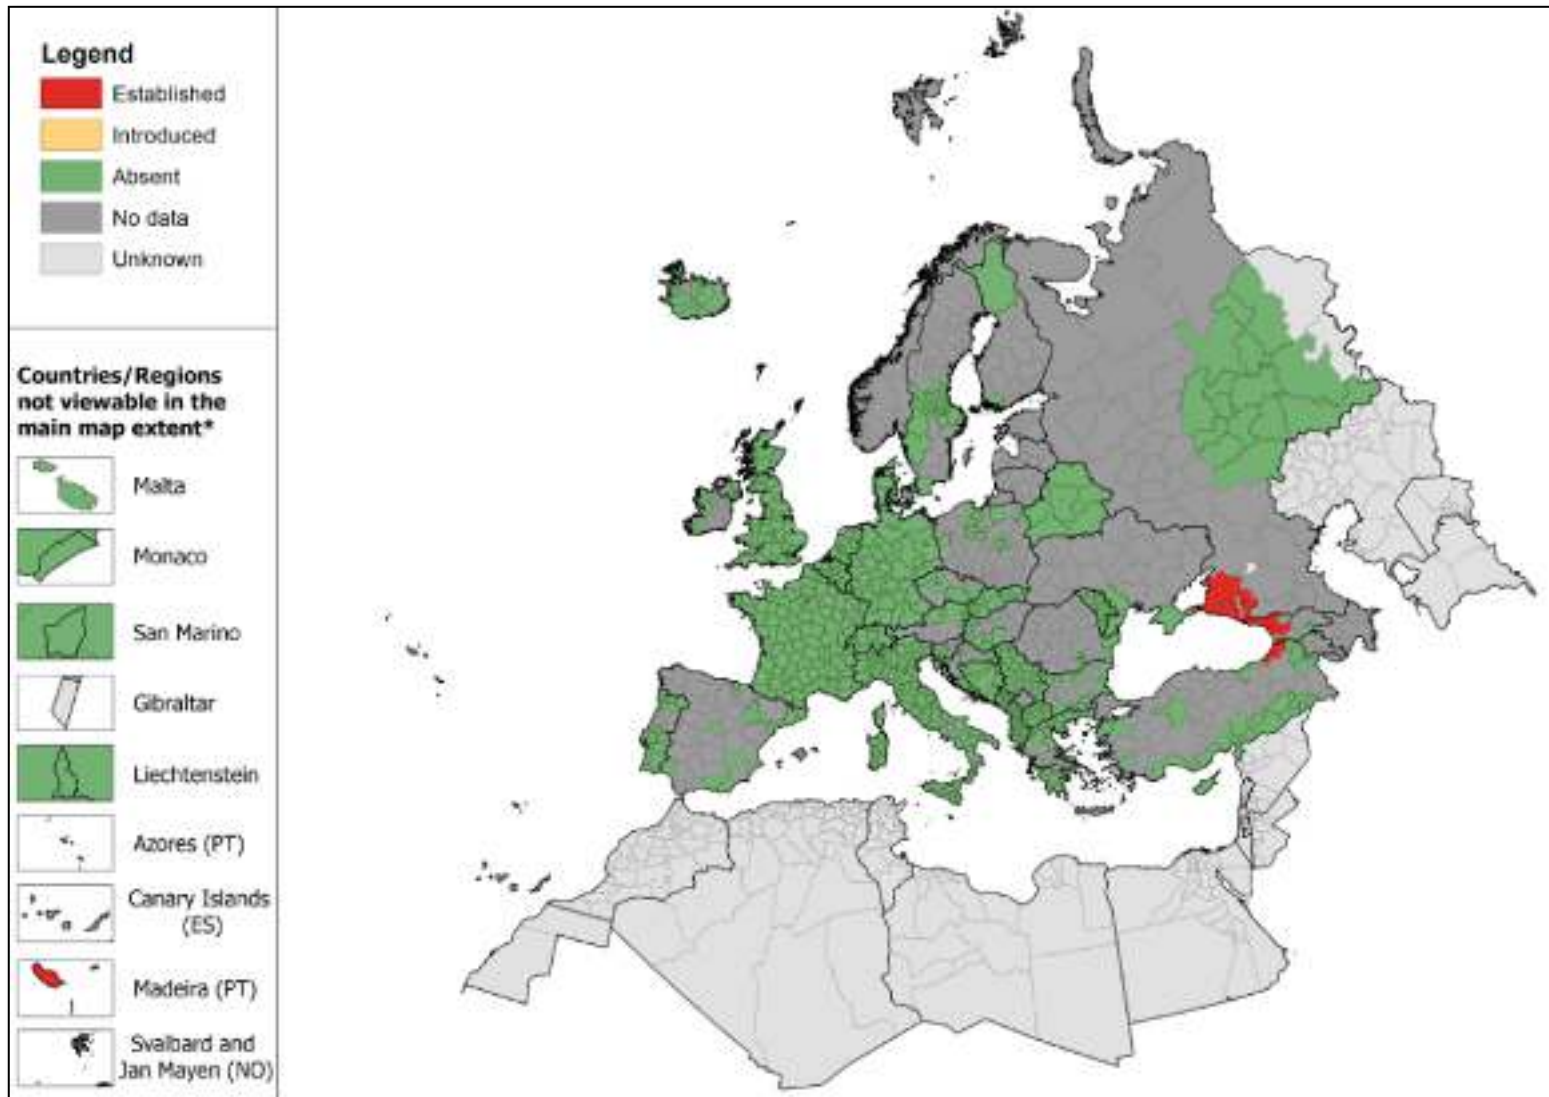 Legend
Established
Introduced
Absent
No data
Unknown
Countries/Regions
not viewable in the
main map extent*
Malta
Monaco
San Marino
Gibraltar
Liechtenstein
Azores (PT)
Canary Islands
(ES)
Madeira (PT)
Svalbard and
Jan Mayen (NO)